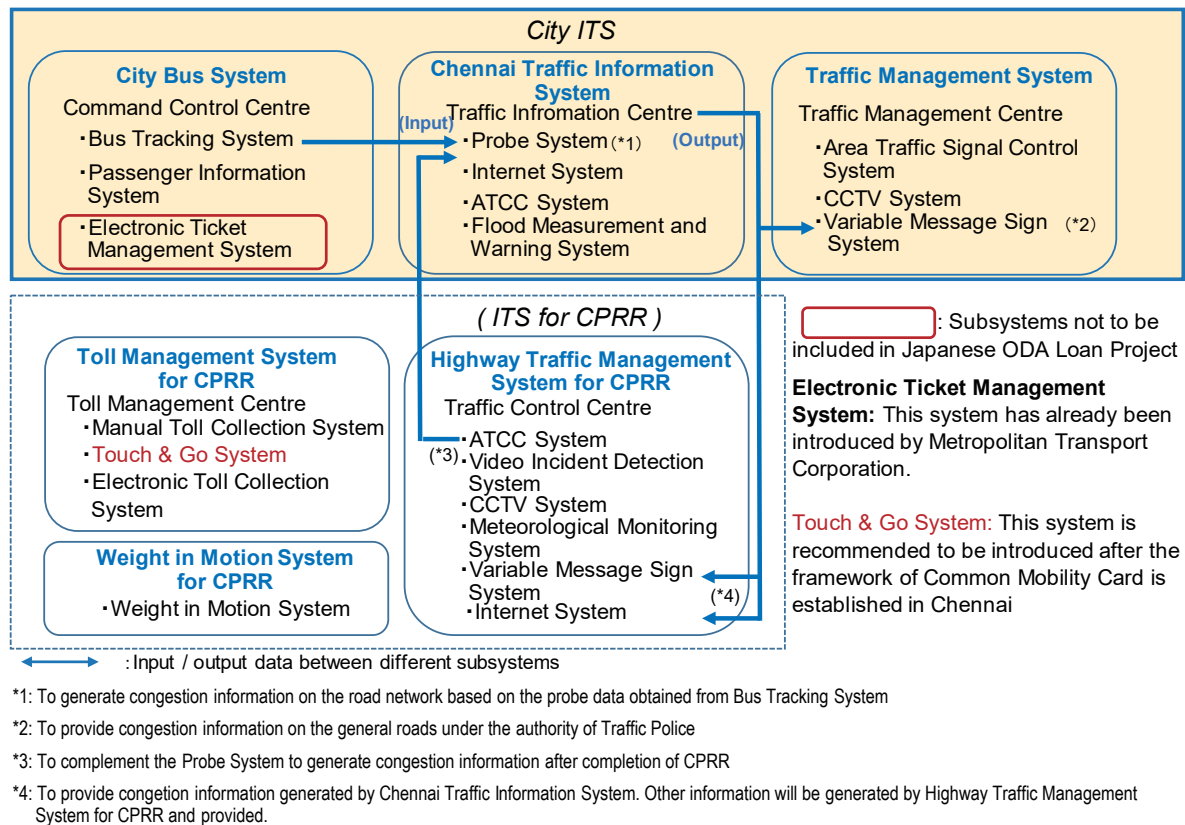 City ITS
City Bus System
Command Control Centre
・Bus Tracking System
・Passenger Information
System
・Electronic Ticket
Management System
(Input)
Chennai Traffic Information
System
Traffic Infromation Centre
・Probe System(*1)
(Output)
・Internet System
・ATCC System
・Flood Measurement and
Warning System
Traffic Management System
Traffic Management Centre
・Area Traffic Signal Control
System
・CCTV System
・Variable Message Sign (*2)
System
( ITS for CPRR )
Toll Management System
for CPRR
Toll Management Centre
・Manual Toll Collection System
・Touch & Go System
・Electronic Toll Collection
System
Weight in Motion System
for CPRR
・Weight in Motion System
Highway Traffic Management
System for CPRR
Traffic Control Centre
・ATCC System
(*3)
・Video Incident Detection
System
・CCTV System
・Meteorological Monitoring
System
・Variable Message Sign
System
(*4)
・Internet System
: Subsystems not to be
included in Japanese ODA Loan Project
Electronic Ticket Management
System: This system has already been
introduced by Metropolitan Transport
Corporation.
Touch & Go System: This system is
recommended to be introduced after the
framework of Common Mobility Card is
established in Chennai
: Input / output data between different subsystems
*1: To generate congestion information on the road network based on the probe data obtained from Bus Tracking System
*2: To provide congestion information on the general roads under the authority of Traffic Police
*3: To complement the Probe System to generate congestion information after completion of CPRR
*4: To provide congetion information generated by Chennai Traffic Information System. Other information will be generated by Highway Traffic Management
System for CPRR and provided.